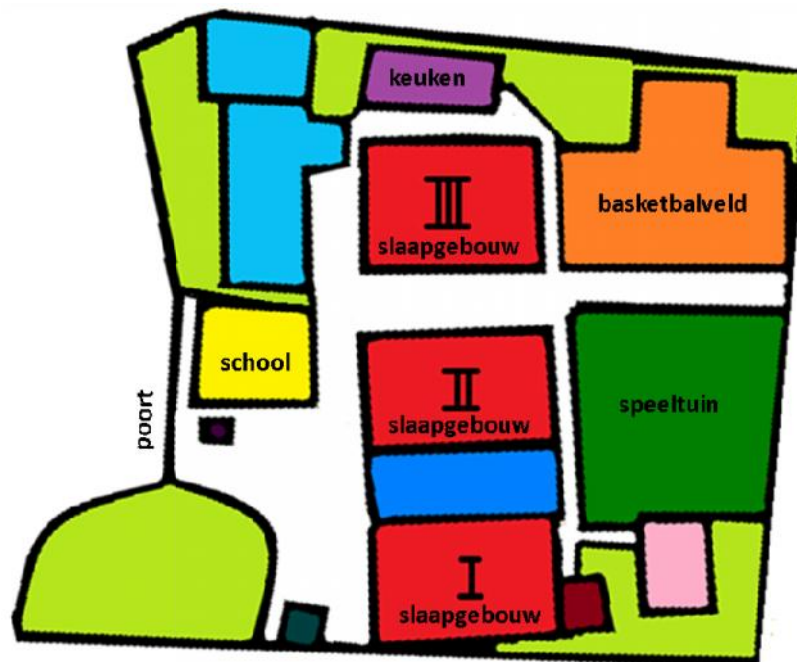 keuken
III
slaapgebouw
basketbalveld
school
II
slaapgebouw
speeltuin
poort
I
slaapgebouw